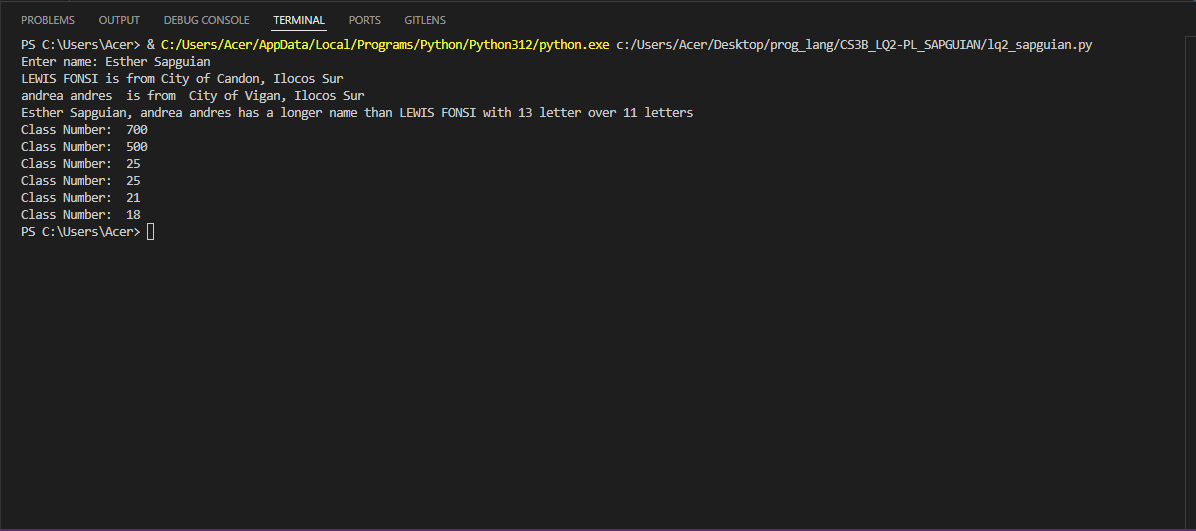 PROBLEMS OUTPUT DEBUG CONSOLE TERMINAL PORTS GITLENS
PS C:\Users\Acer> & C:/Users/Acer/AppData/Local/Programs/Python/Python312/python.exe c:/Users/Acer/Desktop/prog_lang/CS3B_LQ2-PL_SAPGUIAN/lq2_sapguian.py
Enter name: Esther Sapguian
LEWIS FONSI is from City of Candon, Ilocos Sur
andrea andres  is from  City of Vigan, Ilocos Sur
Esther Sapguian, andrea andres has a longer name than LEWIS FONSI with 13 letter over 11 letters
Class Number:  700
Class Number:  500
Class Number:  25
Class Number:  25
Class Number:  21
Class Number:  18
PS C:\Users\Acer>